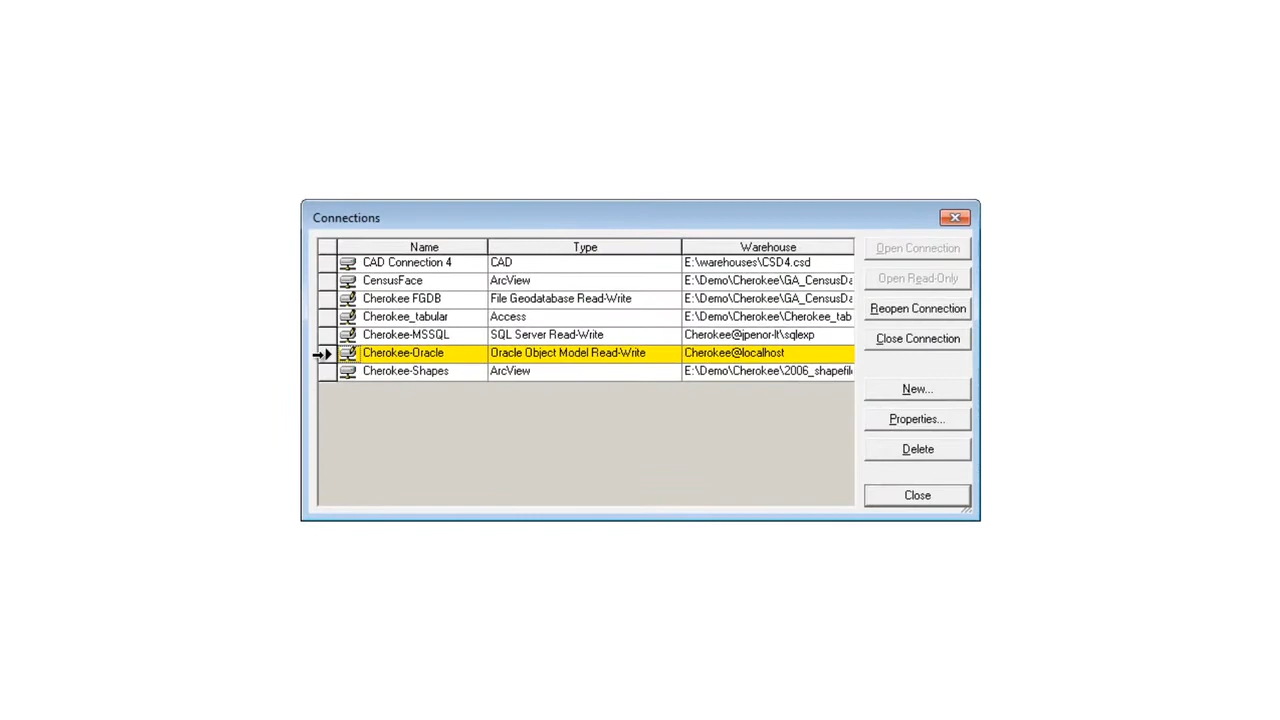 Connections
Name Type Warehouse
CAD Connection 4 CAD E:\warehouses\CSD4.csd
CensusFace ArcView E:\Demo\Cherokee\GA_CensusDa
Cherokee FGDB File Geodatabase Read-Write E:\Demo\Cherokee\GA_CensusDa
Cherokee_tabular Access E:\Demo\Cherokee\Cherokee_tab
Cherokee-MSSQL SQL Server Read-Write Cherokee@jpenor-lt\sqlexp
Cherokee-Oracle Oracle Object Model Read-Write Cherokee@localhost
Cherokee-Shapes ArcView E:\Demo\Cherokee\2006_shapefil
Open Connection
Open Read-Only
Reopen Connection
Close Connection
New...
Properties...
Delete
Close